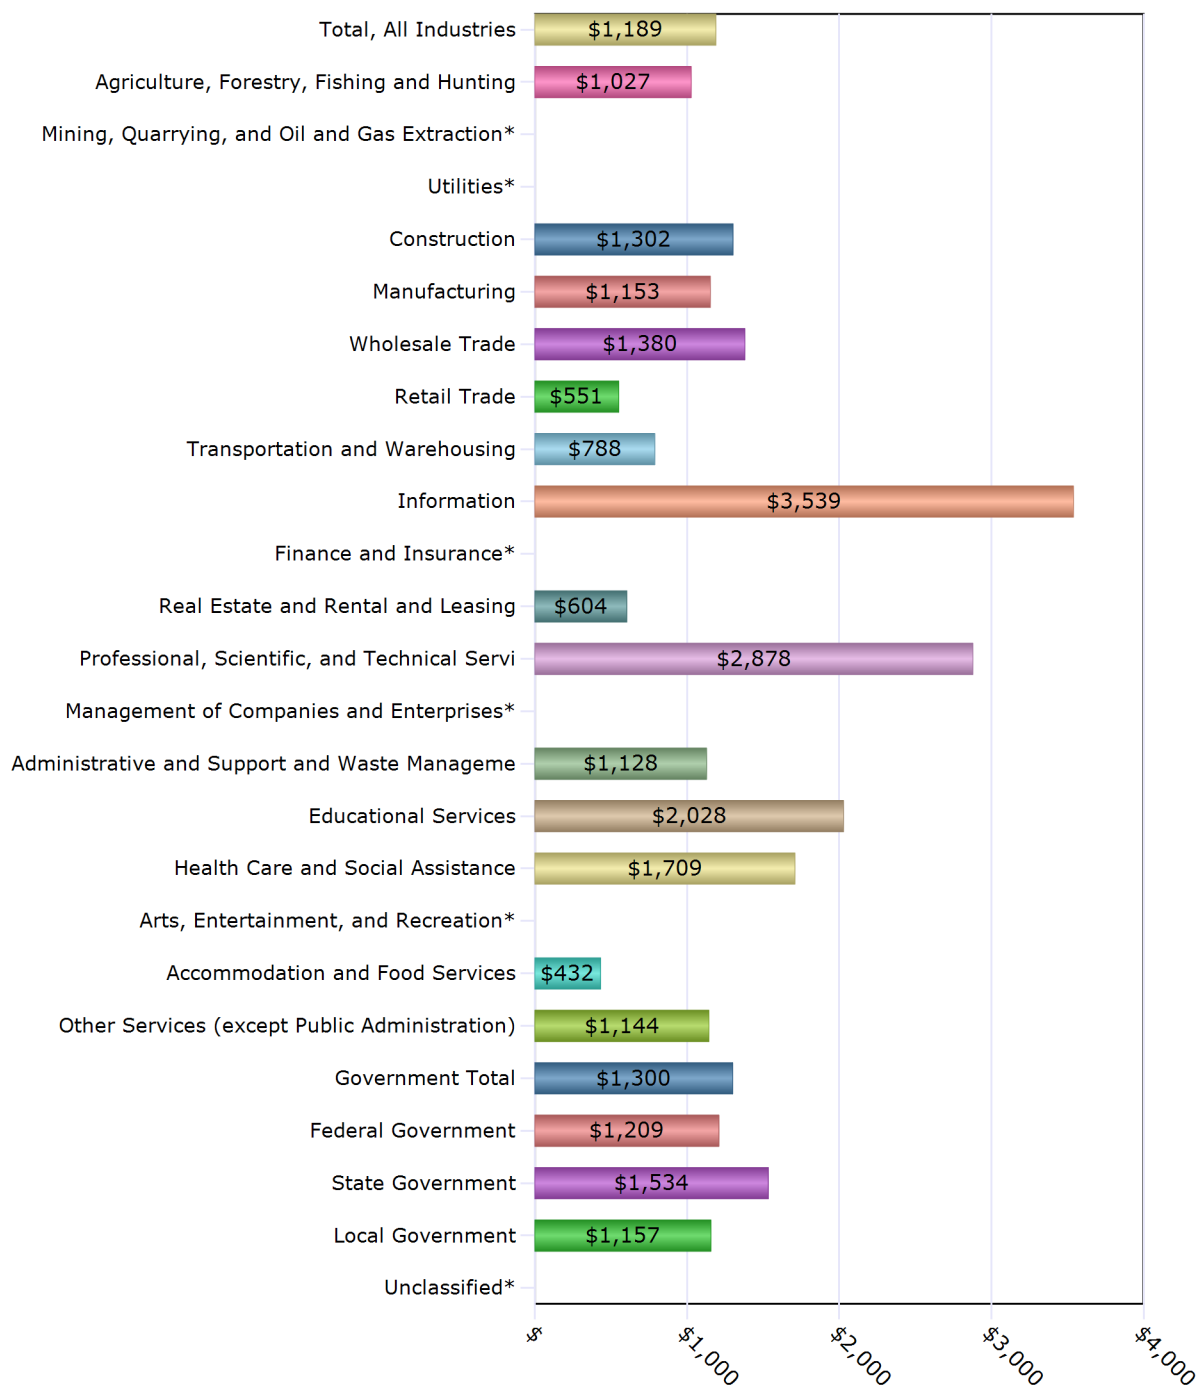 Total, All Industries $1,189
Agriculture, Forestry, Fishing and Hunting $1,027
Mining, Quarrying, and Oil and Gas Extraction*
Utilities*
Construction $1,302
Manufacturing $1,153
Wholesale Trade $1,380
Retail Trade $551
Transportation and Warehousing $788
Information $3,539
Finance and Insurance*
Real Estate and Rental and Leasing $604
Professional, Scientific, and Technical Servi $2,878
Management of Companies and Enterprises*
Administrative and Support and Waste Manageme $1,128
Educational Services $2,028
Health Care and Social Assistance $1,709
Arts, Entertainment, and Recreation*
Accommodation and Food Services $432
Other Services (except Public Administration) $1,144
Government Total $1,300
Federal Government $1,209
State Government $1,534
Local Government $1,157
Unclassified*
$ $1,000 $2,000 $3,000 $4,000